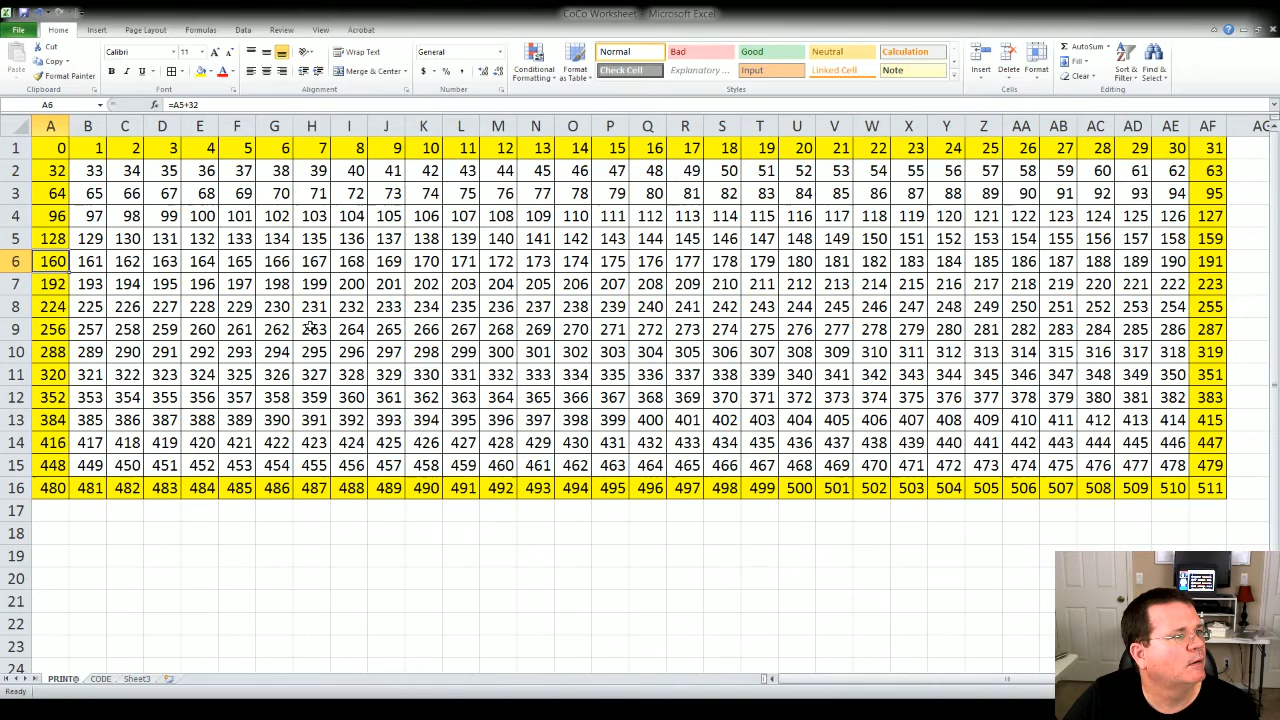 CoCo Worksheet - Microsoft Excel
File Home Insert Page Layout Formulas Data Review View Acrobat
Paste Cut Calibri 11 A A Wrap Text General Normal Bad Good Neutral Calculation AutoSum
Copy Conditional Formatting Format as Table Insert Delete Format Fill Sort & Filter Find & Select
Format Painter B I U A Merge & Center $ % , Check Cell Explanatory ... Input Linked Cell Note Clear
Clipboard Font Alignment Number Styles Cells Editing
A6 fx =A5+32
A B C D E F G H I J K L M N O P Q R S T U V W X Y Z AA AB AC AD AE AF
1 0 1 2 3 4 5 6 7 8 9 10 11 12 13 14 15 16 17 18 19 20 21 22 23 24 25 26 27 28 29 30 31
2 32 33 34 35 36 37 38 39 40 41 42 43 44 45 46 47 48 49 50 51 52 53 54 55 56 57 58 59 60 61 62 63
3 64 65 66 67 68 69 70 71 72 73 74 75 76 77 78 79 80 81 82 83 84 85 86 87 88 89 90 91 92 93 94 95
4 96 97 98 99 100 101 102 103 104 105 106 107 108 109 110 111 112 113 114 115 116 117 118 119 120 121 122 123 124 125 126 127
5 128 129 130 131 132 133 134 135 136 137 138 139 140 141 142 143 144 145 146 147 148 149 150 151 152 153 154 155 156 157 158 159
6 160 161 162 163 164 165 166 167 168 169 170 171 172 173 174 175 176 177 178 179 180 181 182 183 184 185 186 187 188 189 190 191
7 192 193 194 195 196 197 198 199 200 201 202 203 204 205 206 207 208 209 210 211 212 213 214 215 216 217 218 219 220 221 222 223
8 224 225 226 227 228 229 230 231 232 233 234 235 236 237 238 239 240 241 242 243 244 245 246 247 248 249 250 251 252 253 254 255
9 256 257 258 259 260 261 262 263 264 265 266 267 268 269 270 271 272 273 274 275 276 277 278 279 280 281 282 283 284 285 286 287
10 288 289 290 291 292 293 294 295 296 297 298 299 300 301 302 303 304 305 306 307 308 309 310 311 312 313 314 315 316 317 318 319
11 320 321 322 323 324 325 326 327 328 329 330 331 332 333 334 335 336 337 338 339 340 341 342 343 344 345 346 347 348 349 350 351
12 352 353 354 355 356 357 358 359 360 361 362 363 364 365 366 367 368 369 370 371 372 373 374 375 376 377 378 379 380 381 382 383
13 384 385 386 387 388 389 390 391 392 393 394 395 396 397 398 399 400 401 402 403 404 405 406 407 408 409 410 411 412 413 414 415
14 416 417 418 419 420 421 422 423 424 425 426 427 428 429 430 431 432 433 434 435 436 437 438 439 440 441 442 443 444 445 446 447
15 448 449 450 451 452 453 454 455 456 457 458 459 460 461 462 463 464 465 466 467 468 469 470 471 472 473 474 475 476 477 478 479
16 480 481 482 483 484 485 486 487 488 489 490 491 492 493 494 495 496 497 498 499 500 501 502 503 504 505 506 507 508 509 510 511
17
18
19
20
21
22
23
24
PRINT@ CODE Sheet3
Ready